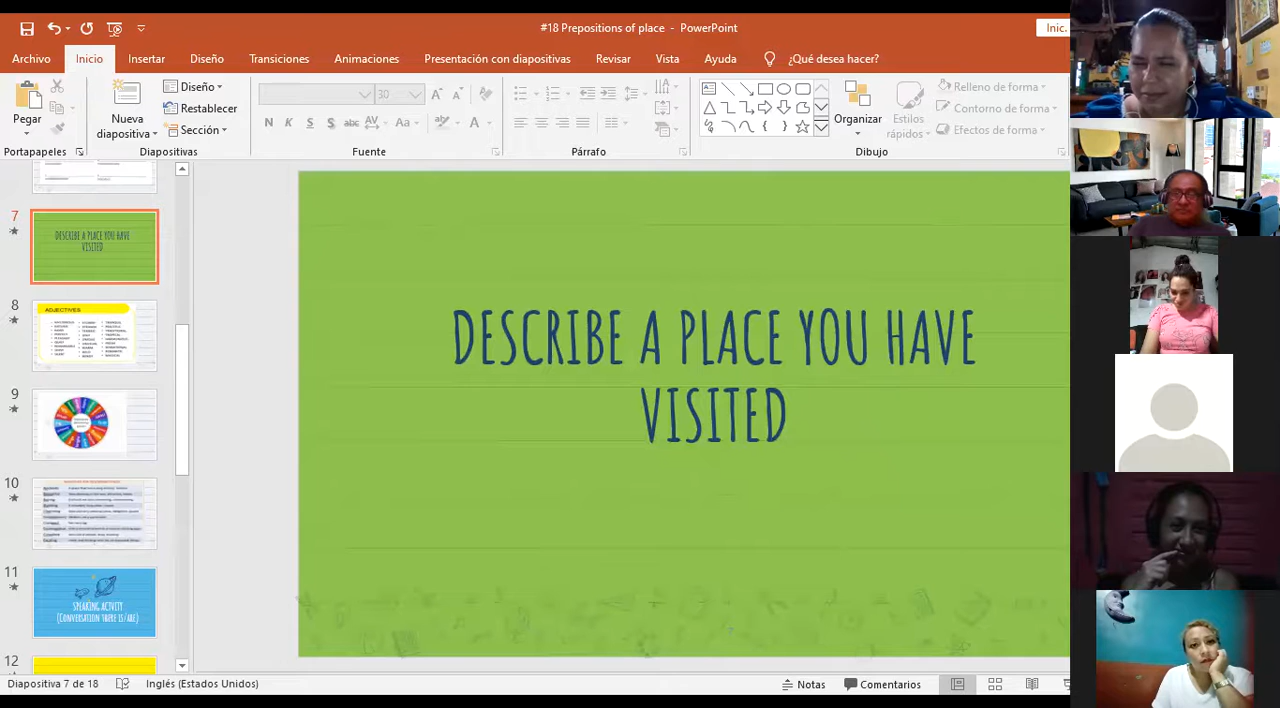 #18 Prepositions of place - PowerPoint
Inic.
Archivo Inicio Insertar Diseño Transiciones Animaciones Presentación con diapositivas Revisar Vista Ayuda ¿Qué desea hacer?
Pegar
Nueva diapositiva
Diseño
Restablecer
Sección
30
N K S S abc AV Aa A
Organizar
Estilos rápidos
Relleno de forma
Contorno de forma
Efectos de forma
Portapapeles Diapositivas Fuente Párrafo Dibujo
7
DESCRIBE A PLACE YOU HAVE
VISITED
8
ADJECTIVES
9
10
11
SPEAKING ACTIVITY
(CONVERSATION THERE IS/ARE)
12
DESCRIBE A PLACE YOU HAVE
VISITED
Diapositiva 7 de 18 Inglés (Estados Unidos) Notas Comentarios